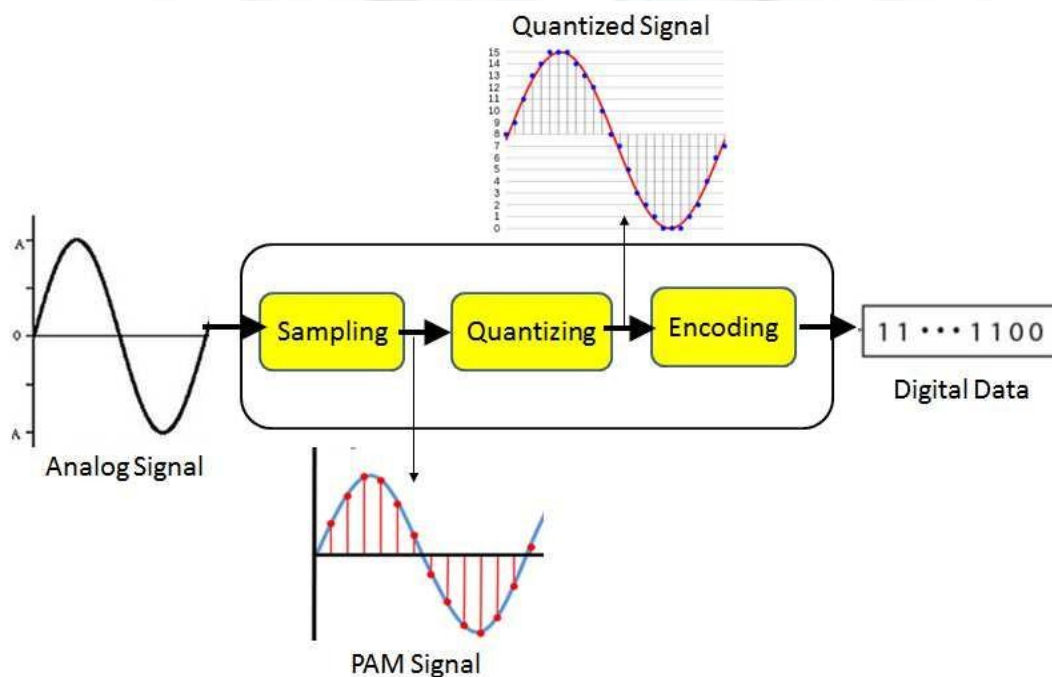 Quantized Signal
15
14
13
12
11
10
9
8
7
6
5
4
3
2
1
0
A
0
A
Sampling
Quantizing
Encoding
11 ··· 1100
Digital Data
Analog Signal
PAM Signal